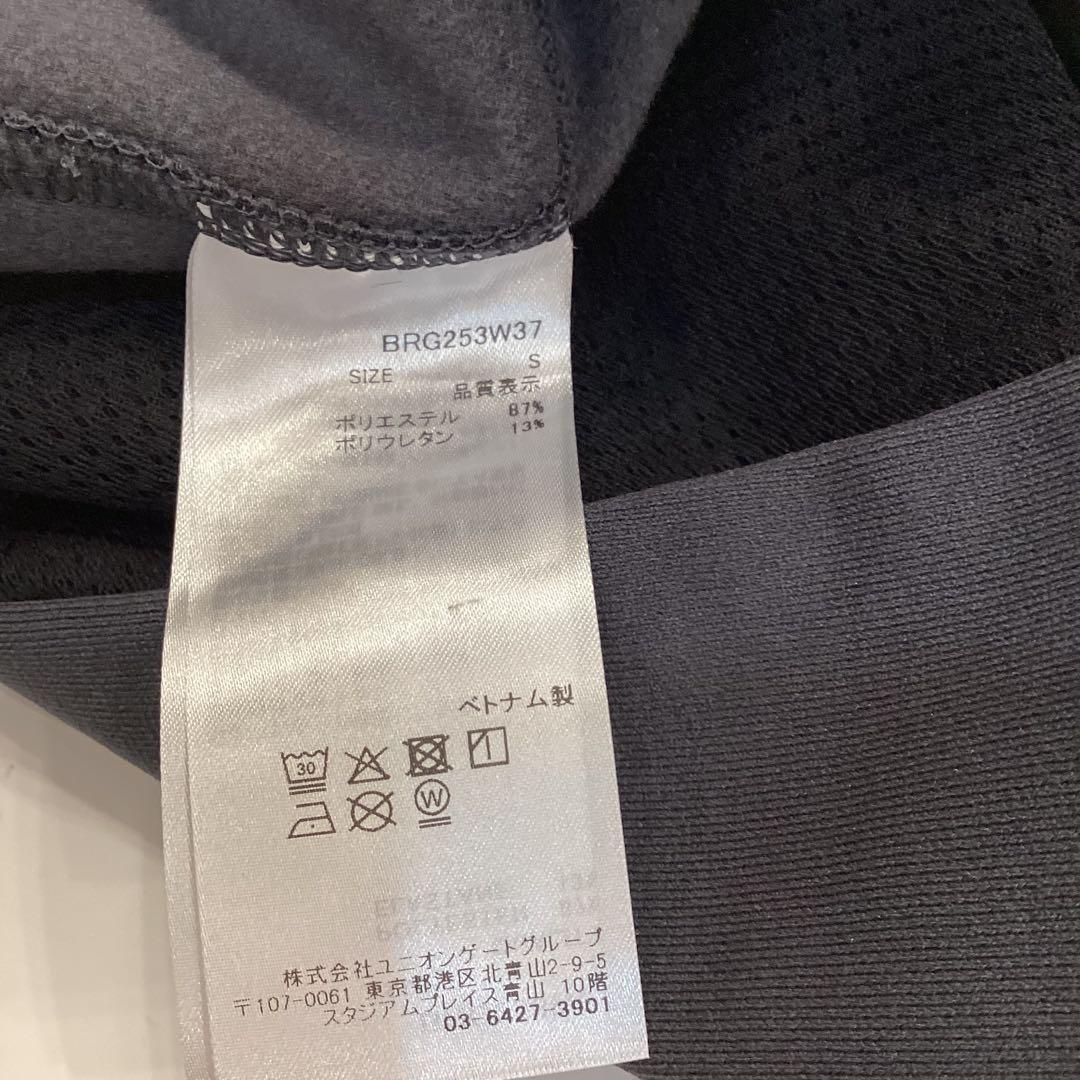 BRG253W37
SIZE S
品質表示
ポリエステル 87%
ポリウレタン 13%
ベトナム製
30
W
株式会社ユニオンゲートグループ
〒107-0061 東京都港区北青山2-9-5
スタジアムプレイス青山 10階
03-6427-3901